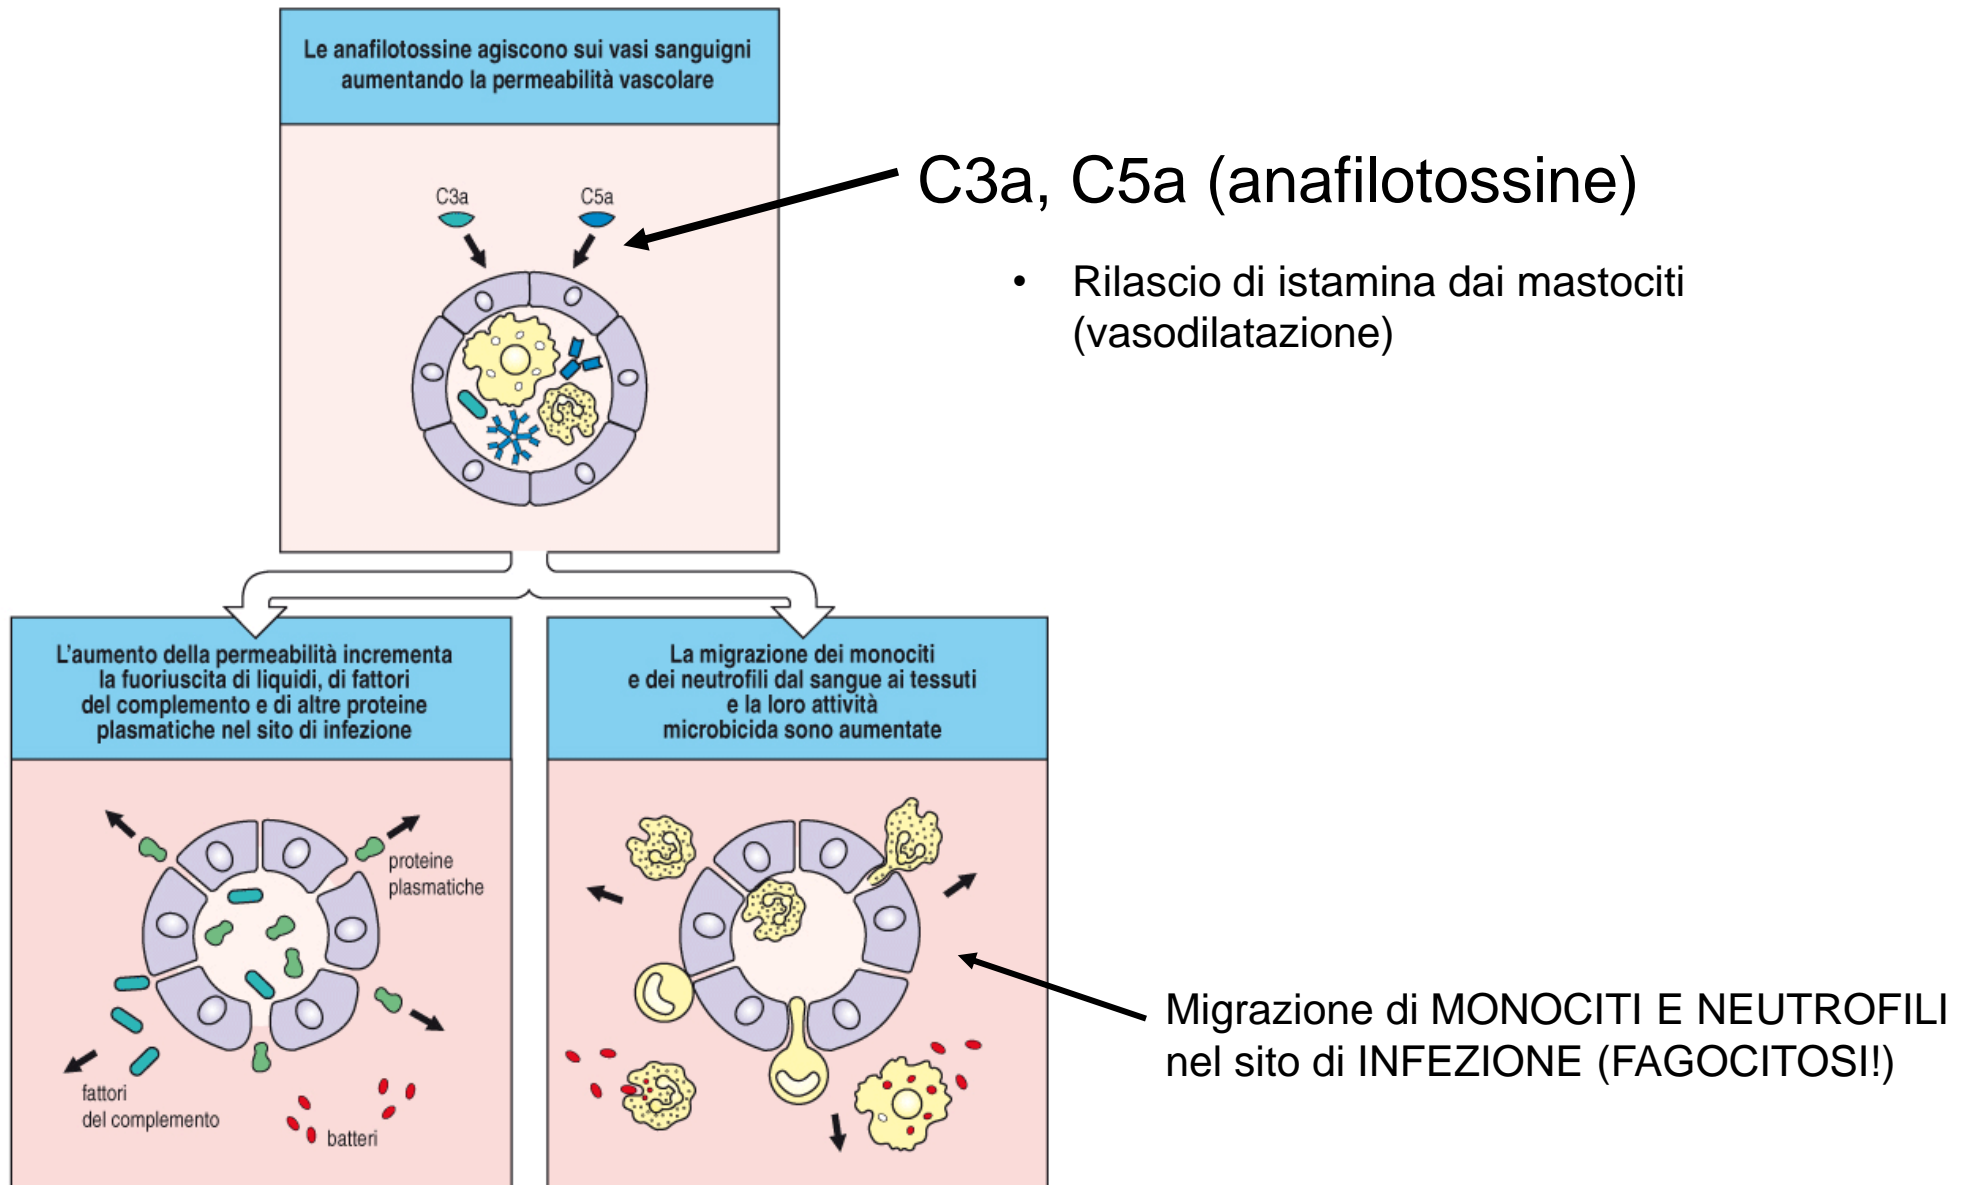 Le anafilotossine agiscono sui vasi sanguigni
aumentando la permeabilità vascolare
C3a
C5a
C3a, C5a (anafilotossine)
• Rilascio di istamina dai mastociti
(vasodilatazione)
L'aumento della permeabilità incrementa
la fuoriuscita di liquidi, di fattori
del complemento e di altre proteine
plasmatiche nel sito di infezione
La migrazione dei monociti
e dei neutrofili dal sangue ai tessuti
e la loro attività
microbicida sono aumentate
proteine
plasmatiche
fattori
del complemento
batteri
Migrazione di MONOCITI E NEUTROFILI
nel sito di INFEZIONE (FAGOCITOSI!)